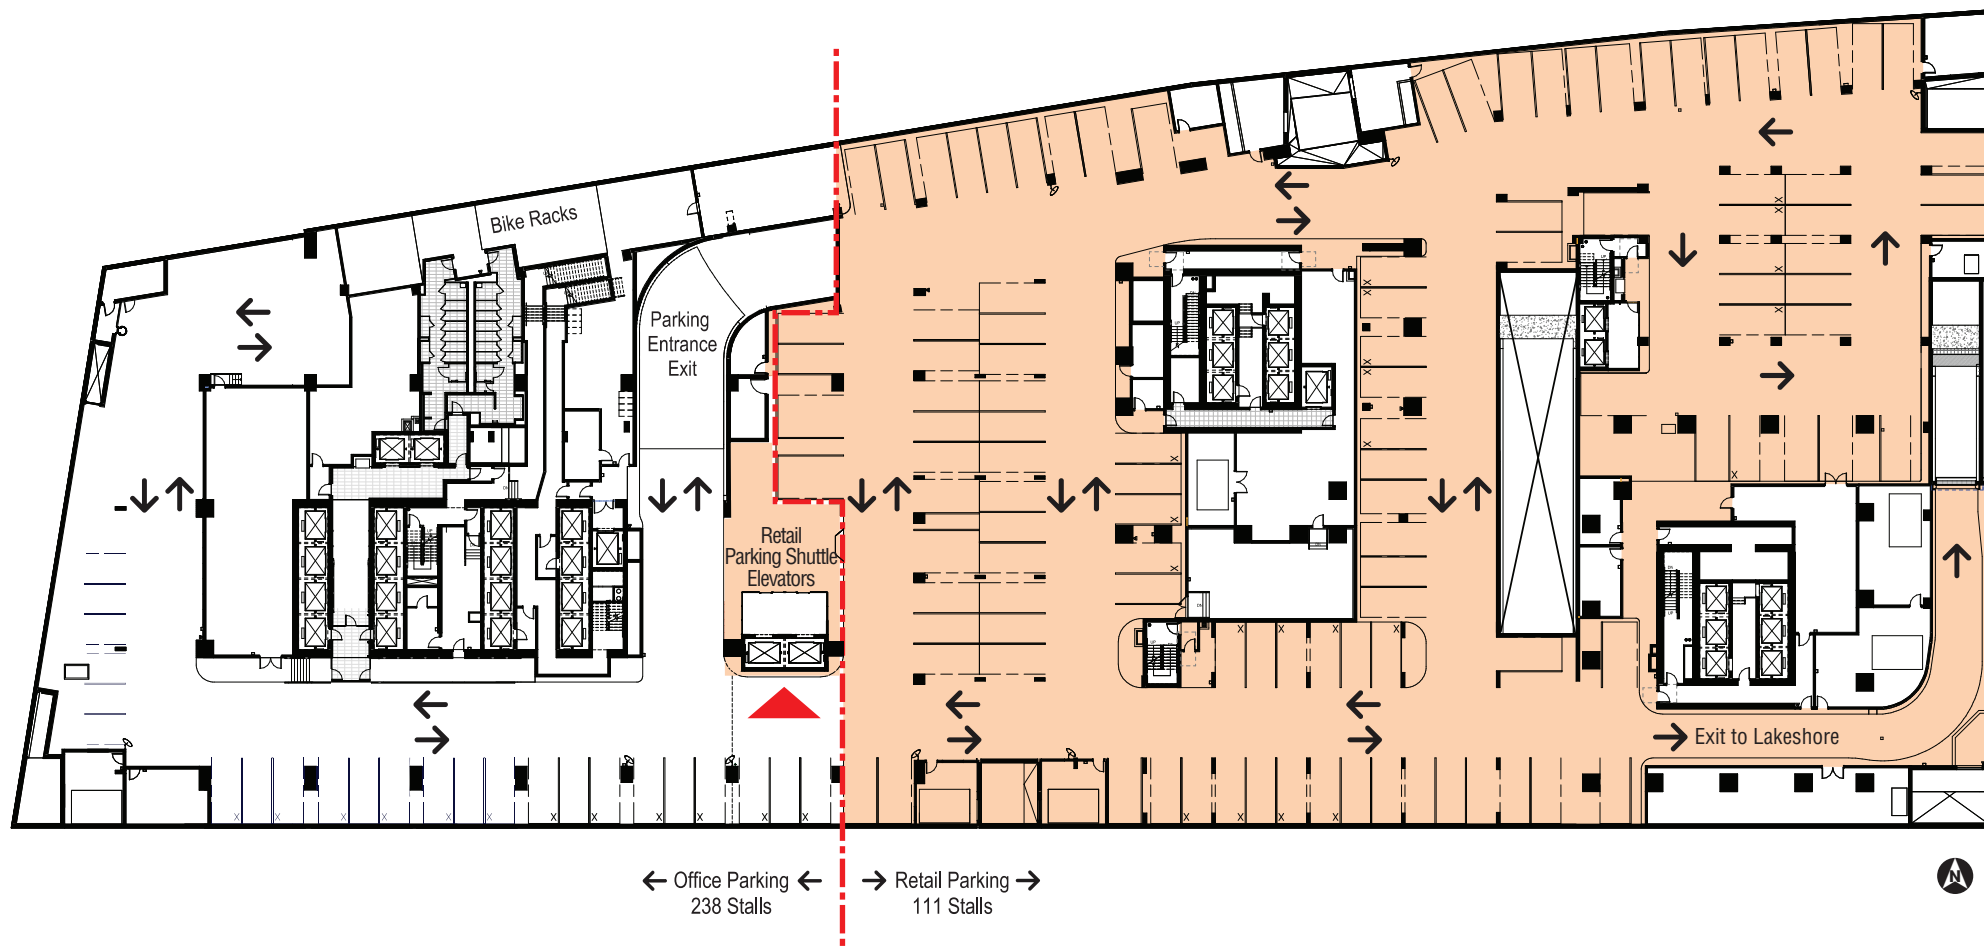 Bike Racks
Parking
Entrance
Exit
Retail
Parking Shuttle
Elevators
→ Exit to Lakeshore
← Office Parking ←
238 Stalls
→ Retail Parking →
111 Stalls
N